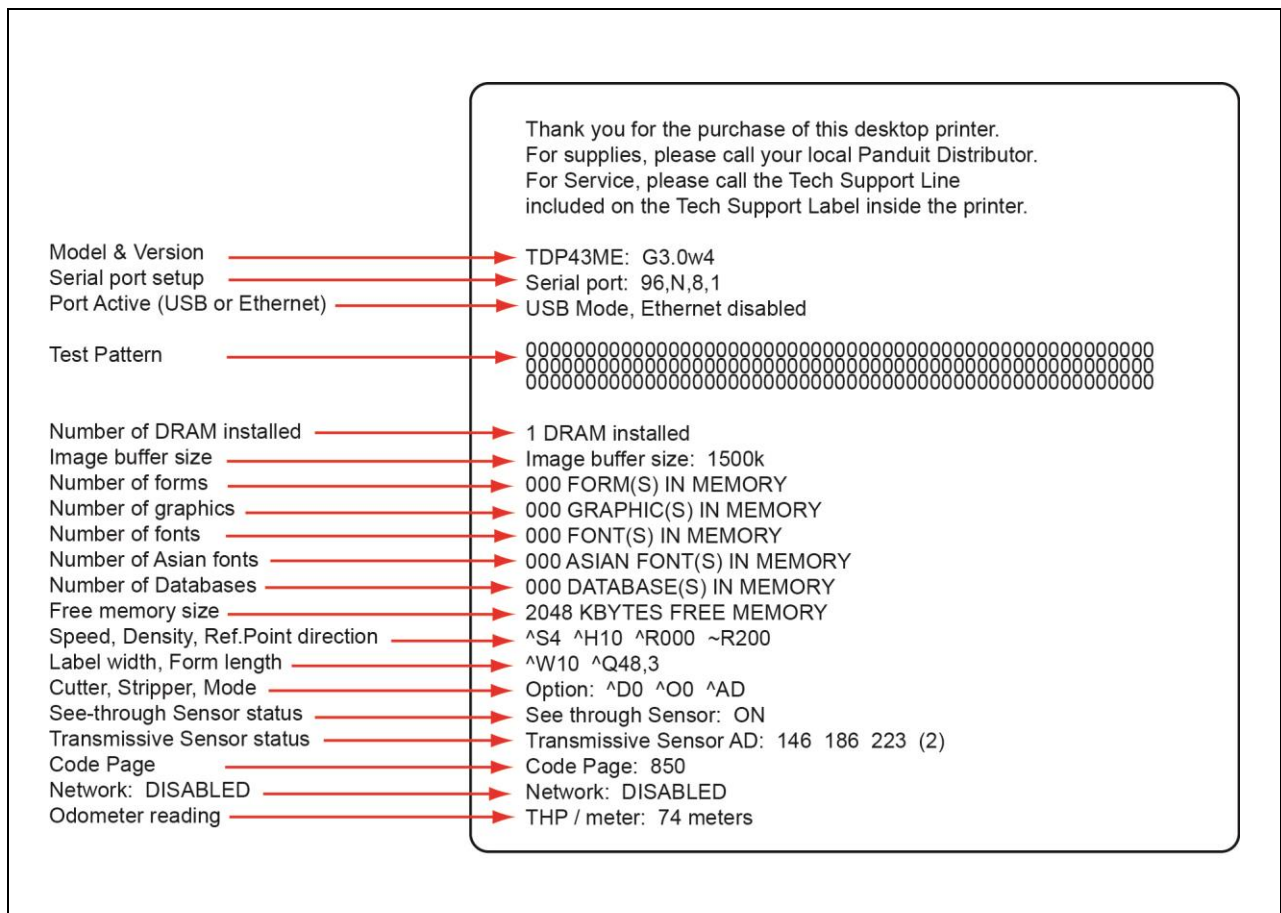 Thank you for the purchase of this desktop printer.
For supplies, please call your local Panduit Distributor.
For Service, please call the Tech Support Line
included on the Tech Support Label inside the printer.
Model & Version TDP43ME: G3.0w4
Serial port setup Serial port: 96,N,8,1
Port Active (USB or Ethernet) USB Mode, Ethernet disabled
Test Pattern 00000000000000000000000000000000000000000000000000000
00000000000000000000000000000000000000000000000000000
00000000000000000000000000000000000000000000000000000
Number of DRAM installed 1 DRAM installed
Image buffer size Image buffer size: 1500k
Number of forms 000 FORM(S) IN MEMORY
Number of graphics 000 GRAPHIC(S) IN MEMORY
Number of fonts 000 FONT(S) IN MEMORY
Number of Asian fonts 000 ASIAN FONT(S) IN MEMORY
Number of Databases 000 DATABASE(S) IN MEMORY
Free memory size 2048 KBYTES FREE MEMORY
Speed, Density, Ref.Point direction ^S4 ^H10 ^R000 ~R200
Label width, Form length ^W10 ^Q48,3
Cutter, Stripper, Mode Option: ^D0 ^O0 ^AD
See-through Sensor status See through Sensor: ON
Transmissive Sensor status Transmissive Sensor AD: 146 186 223 (2)
Code Page Code Page: 850
Network: DISABLED Network: DISABLED
Odometer reading THP / meter: 74 meters